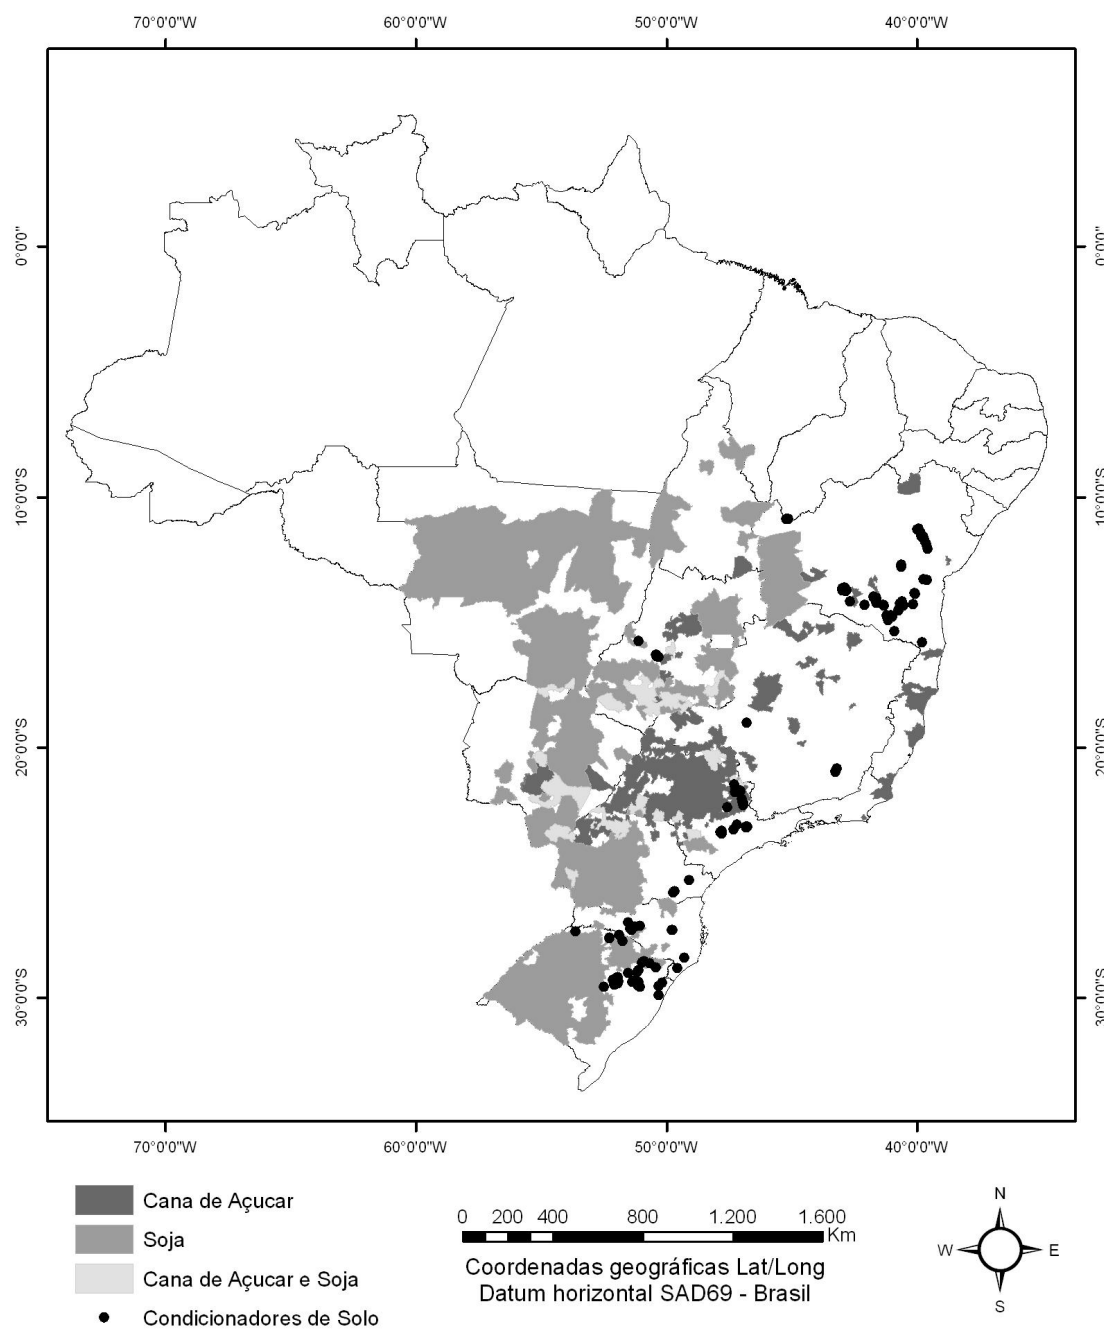 70°0'0"W 60°0'0"W 50°0'0"W 40°0'0"W
0°0'0" 0°0'0"
10°0'0"S 10°0'0"S
20°0'0"S 20°0'0"S
30°0'0"S 30°0'0"S
70°0'0"W 60°0'0"W 50°0'0"W 40°0'0"W
Cana de Açucar
Soja
Cana de Açucar e Soja
Condicionadores de Solo
0 200 400 800 1.200 1.600
Km
Coordenadas geográficas Lat/Long
Datum horizontal SAD69 - Brasil
N
W E
S